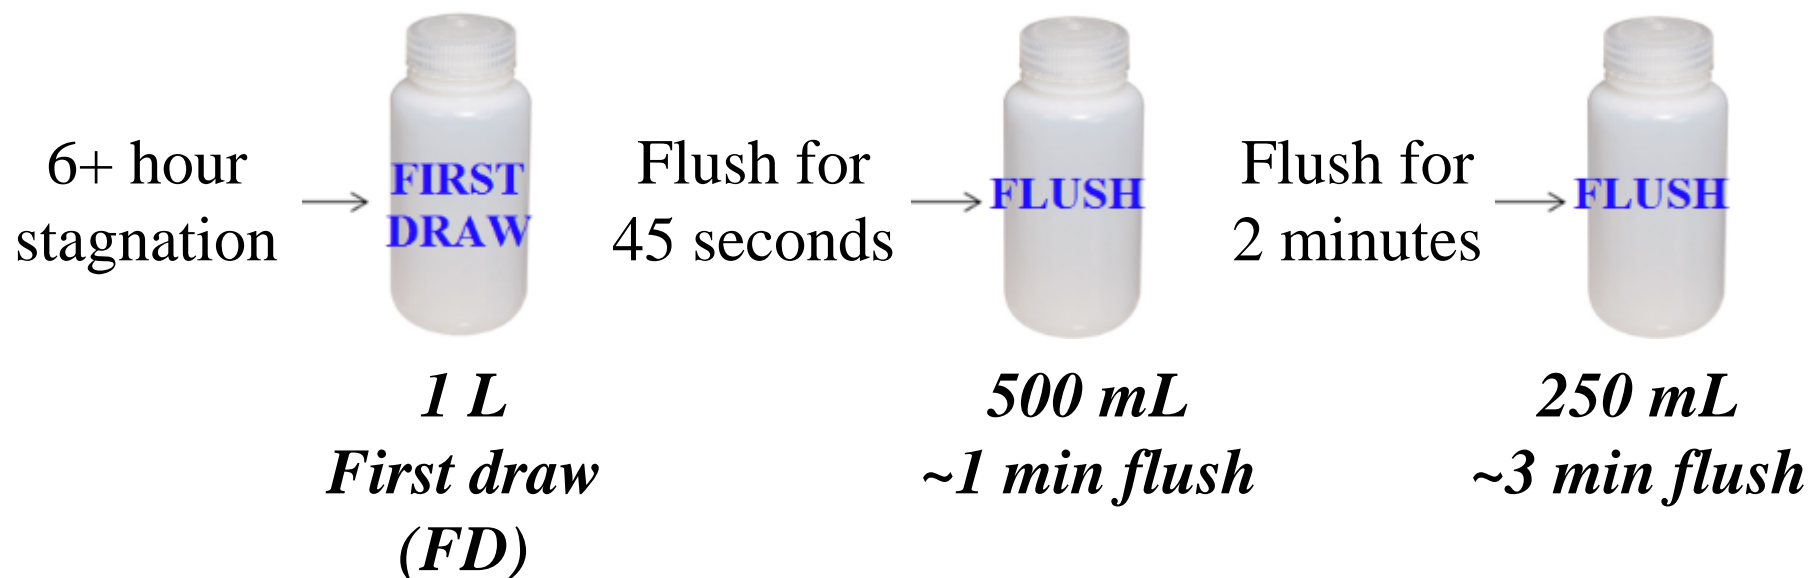 6+ hour
stagnation
FIRST
DRAW
1 L
First draw
(FD)
Flush for
45 seconds
FLUSH
500 mL
~1 min flush
Flush for
2 minutes
FLUSH
250 mL
~3 min flush